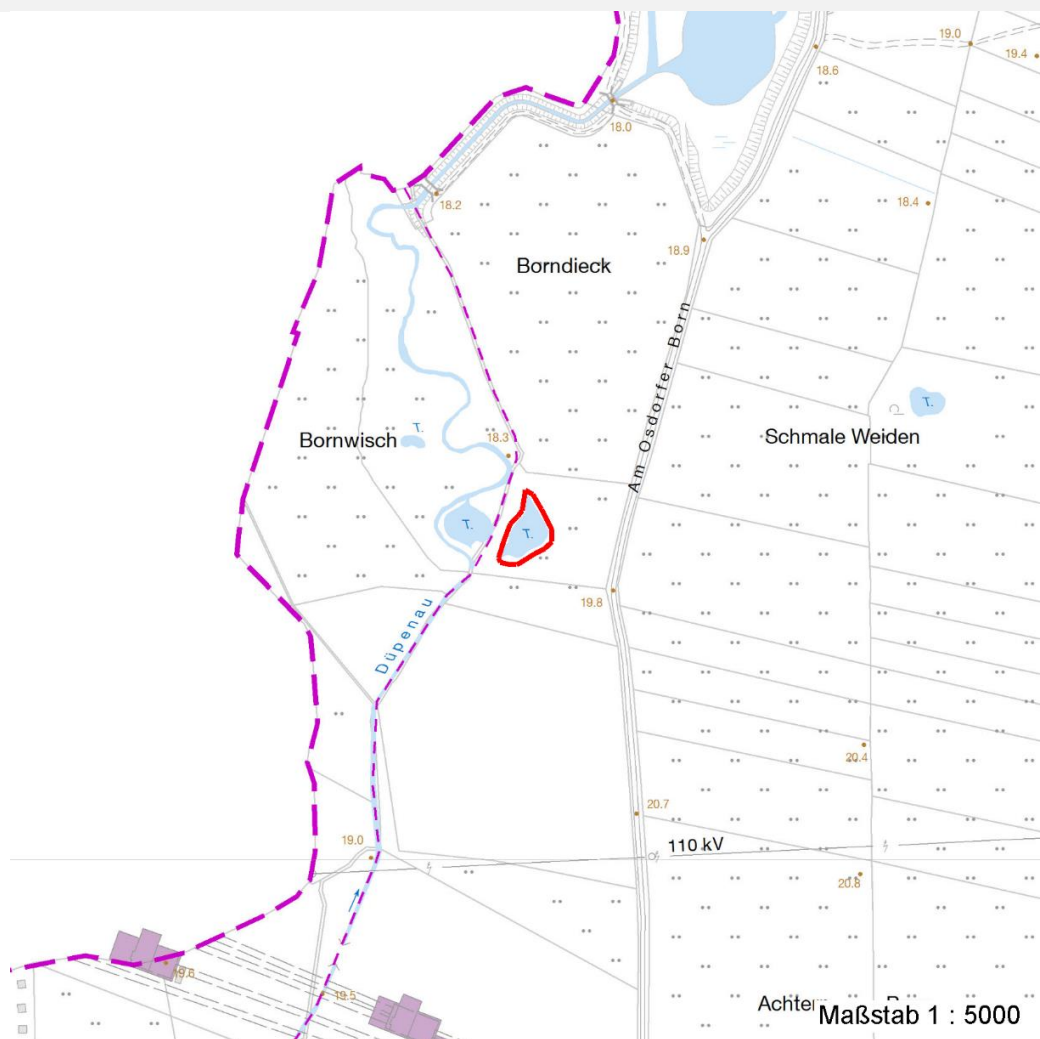 19.0
19.4
18.6
18.0
18.2
18.4
18.9
Borndieck
Am Osdorfer Born
T.
T.
18.3
Bornwisch
Schmale Weiden
T.
T.
19.8
Düpenau
20.4
20.7
19.0
110 kV
20.8
19.6
19.5
Maßstab 1 : 5000